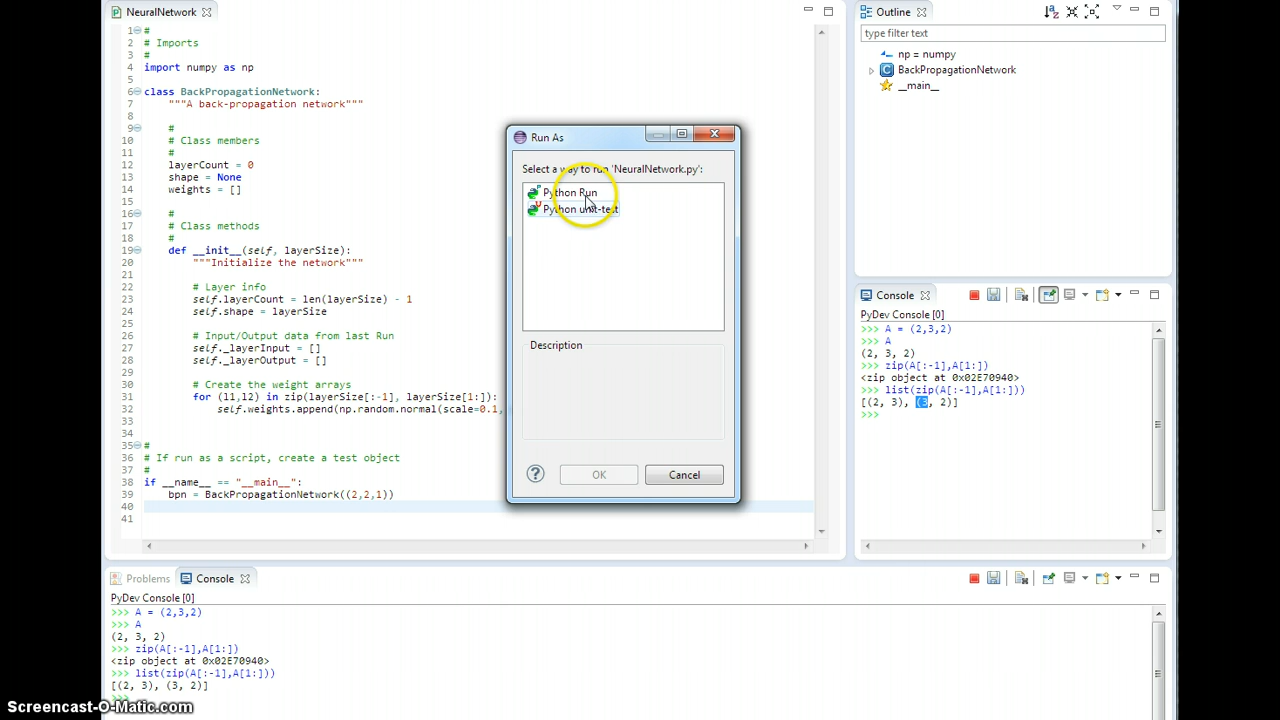 NeuralNetwork
1 #
2 # Imports
3 #
4 import numpy as np
5
6 class BackPropagationNetwork:
7 """A back-propagation network"""
8
9 #
10 # Class members
11 #
12 layerCount = 0
13 shape = None
14 weights = []
15
16 #
17 # Class methods
18 #
19 def __init__(self, layerSize):
20 """Initialize the network"""
21
22 # Layer info
23 self.layerCount = len(layerSize) - 1
24 self.shape = layerSize
25
26 # Input/Output data from last Run
27 self._layerInput = []
28 self._layerOutput = []
29
30 # Create the weight arrays
31 for (l1,l2) in zip(layerSize[:-1], layerSize[1:]):
32 self.weights.append(np.random.normal(scale=0.1,
33
34
35 #
36 # If run as a script, create a test object
37 #
38 if __name__ == "__main__":
39 bpn = BackPropagationNetwork((2,2,1))
40
41
Run As
Select a way to run 'NeuralNetwork.py':
Python Run
Python unit-test
Description
OK
Cancel
Outline
type filter text
np = numpy
BackPropagationNetwork
__main__
Console
PyDev Console [0]
>>> A = (2,3,2)
>>> A
(2, 3, 2)
>>> zip(A[:-1],A[1:])
<zip object at 0x02E70940>
>>> list(zip(A[:-1],A[1:]))
[(2, 3), (3, 2)]
>>>
Problems
Console
PyDev Console [0]
>>> A = (2,3,2)
>>> A
(2, 3, 2)
>>> zip(A[:-1],A[1:])
<zip object at 0x02E70940>
>>> list(zip(A[:-1],A[1:]))
[(2, 3), (3, 2)]
>>>
Screencast-O-Matic.com